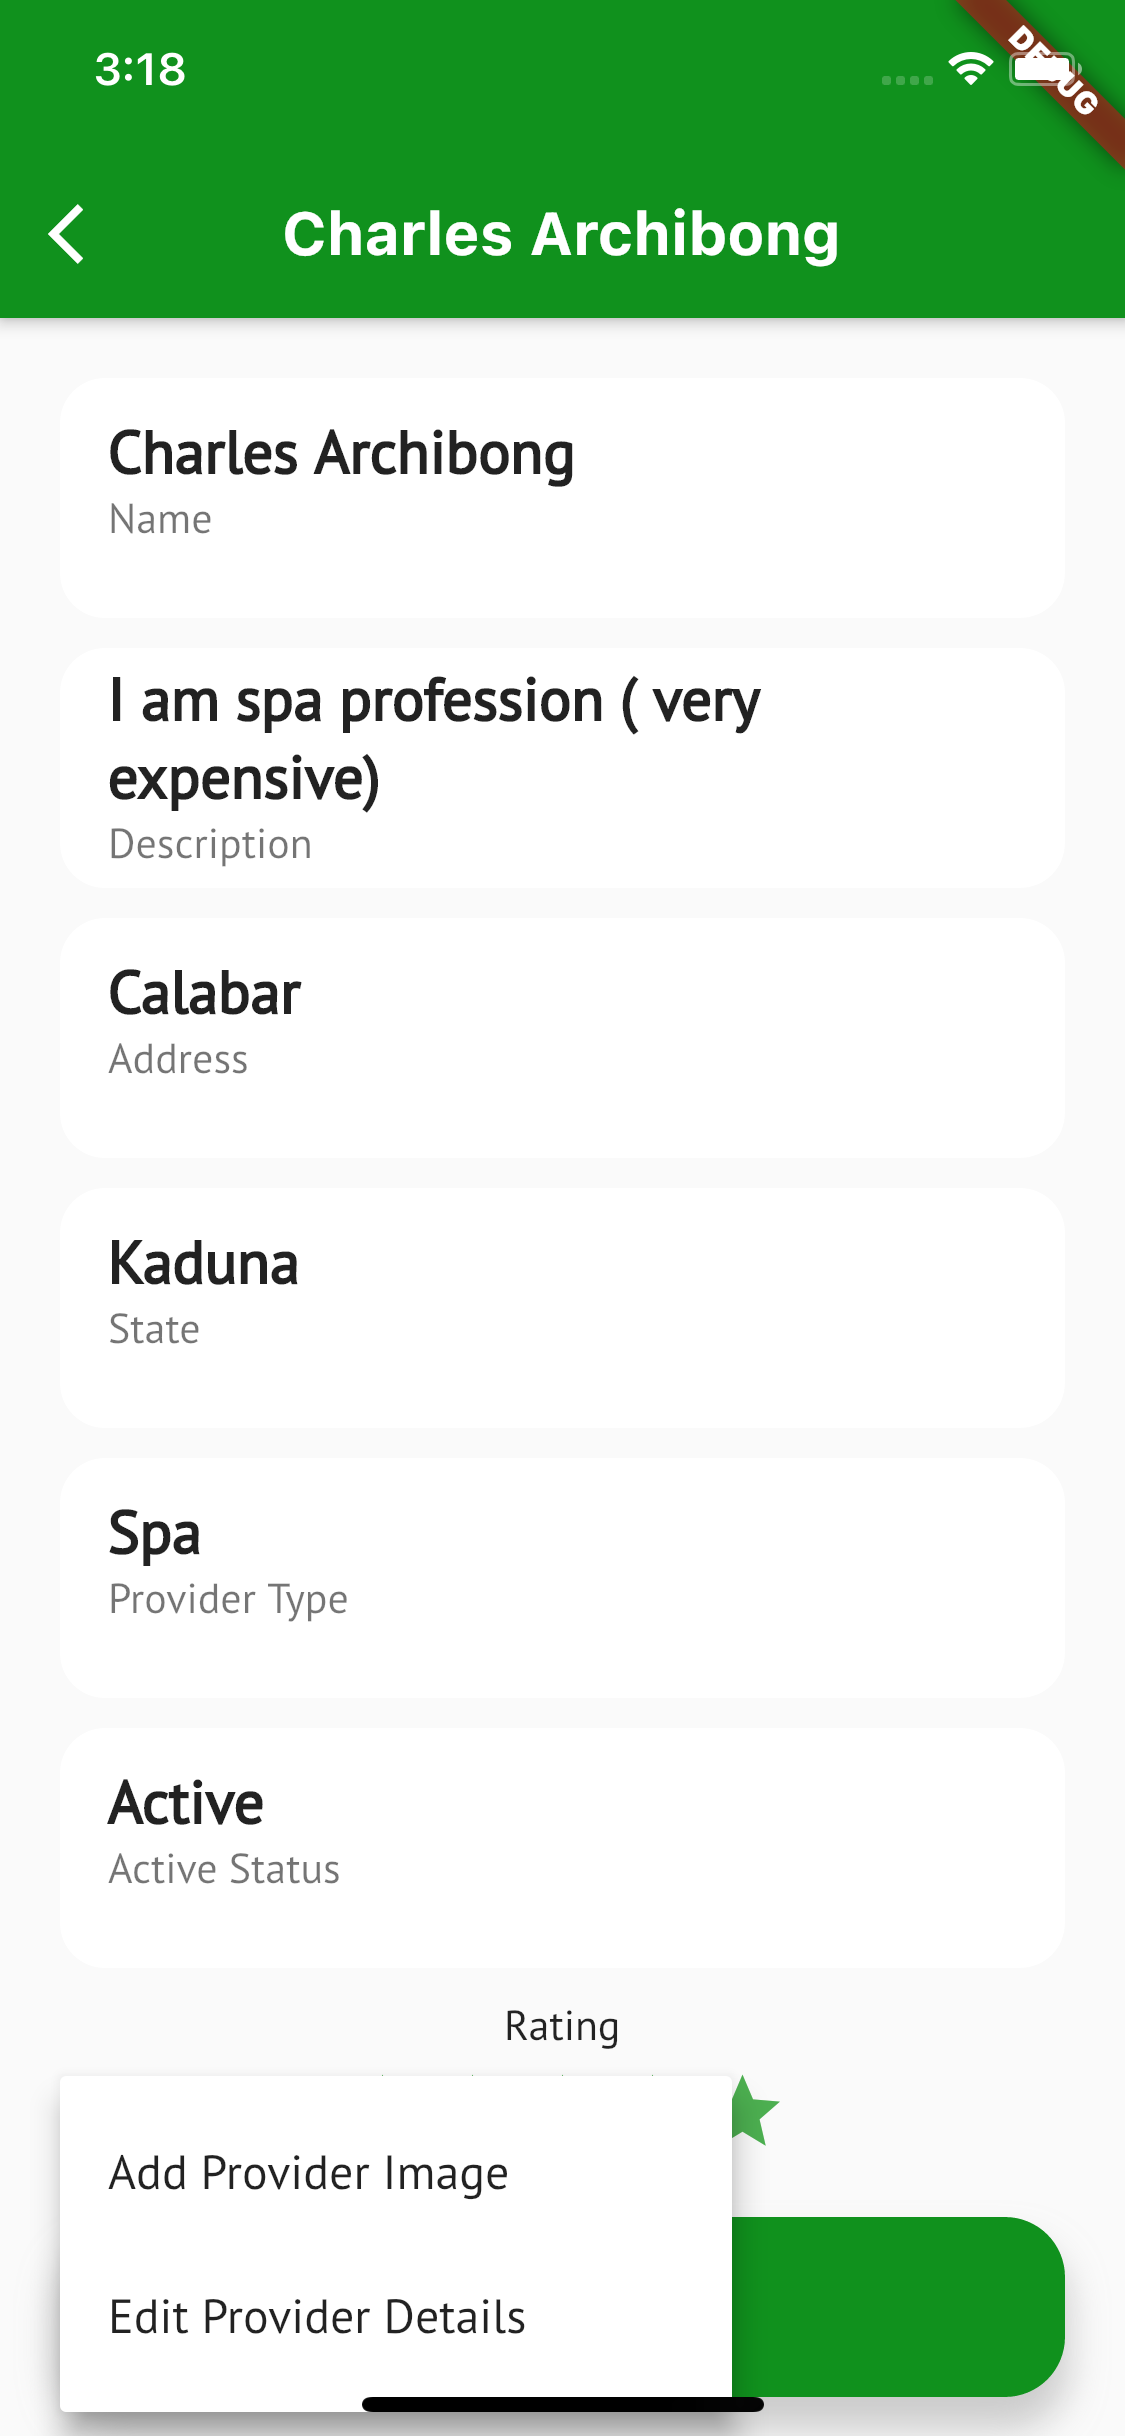 3:18
DEBUG
Charles Archibong
Charles Archibong
Name
I am spa profession ( very
expensive)
Description
Calabar
Address
Kaduna
State
Spa
Provider Type
Active
Active Status
Rating
Add Provider Image
Edit Provider Details